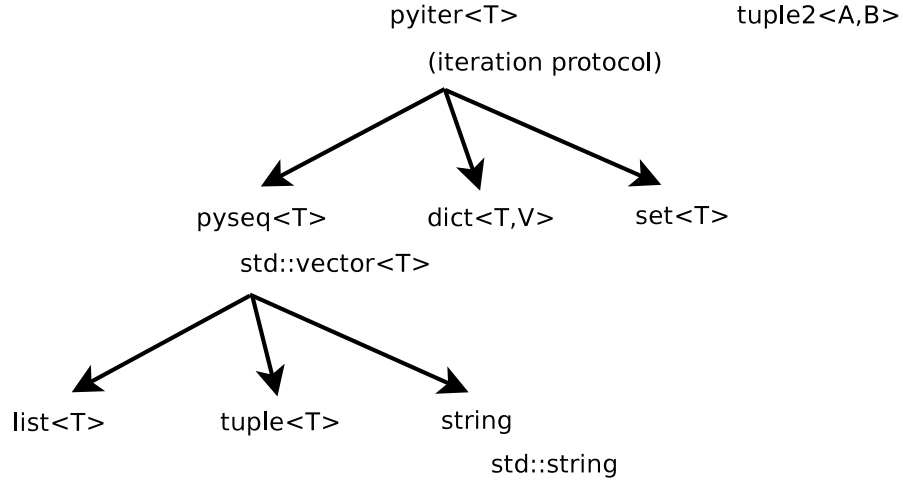 pyiter<T>
tuple2<A,B>
(iteration protocol)
pyseq<T>
dict<T,V>
set<T>
std::vector<T>
list<T>
tuple<T>
string
std::string